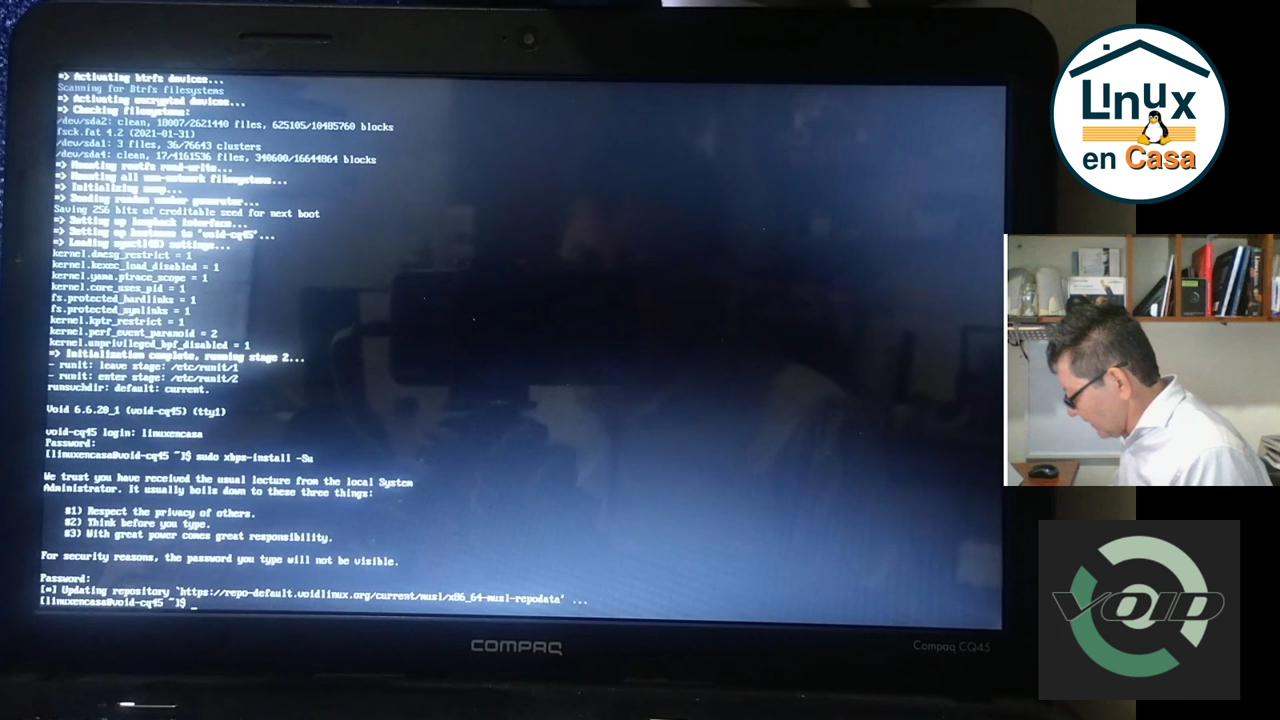 => Activating btrfs devices...
Scanning for Btrfs filesystems
=> Activating encrypted devices...
=> Checking filesystems:
/dev/sda2: clean, 18007/2621440 files, 625105/10485760 blocks
fsck.fat 4.2 (2021-01-31)
/dev/sda1: 3 files, 36/76643 clusters
/dev/sda4: clean, 17/4161536 files, 340600/16644864 blocks
=> Mounting rootfs read-write...
=> Mounting all non-network filesystems...
=> Initializing swap...
=> Seeding random number generator...
Saving 256 bits of creditable seed for next boot
=> Setting up loopback interface...
=> Setting up hostname to 'void-cq45'...
=> Loading sysctl(8) settings...
kernel.dmesg_restrict = 1
kernel.kexec_load_disabled = 1
kernel.yama.ptrace_scope = 1
kernel.core_uses_pid = 1
fs.protected_hardlinks = 1
fs.protected_symlinks = 1
kernel.kptr_restrict = 1
kernel.perf_event_paranoid = 2
kernel.unprivileged_bpf_disabled = 1
=> Initialization complete, running stage 2...
- runit: leave stage: /etc/runit/1
- runit: enter stage: /etc/runit/2
runsvchdir: default: current.
Void 6.6.20_1 (void-cq45) (tty1)
void-cq45 login: linuxencasa
Password:
[linuxencasa@void-cq45 ~]$ sudo xbps-install -Su
We trust you have received the usual lecture from the local System
Administrator. It usually boils down to these three things:
#1) Respect the privacy of others.
#2) Think before you type.
#3) With great power comes great responsibility.
For security reasons, the password you type will not be visible.
Password:
[*] Updating repository `https://repo-default.voidlinux.org/current/musl/x86_64-musl-repodata' ...
[linuxencasa@void-cq45 ~]$ _
COMPAQ
Compaq CQ45
Linux
en Casa
VOID